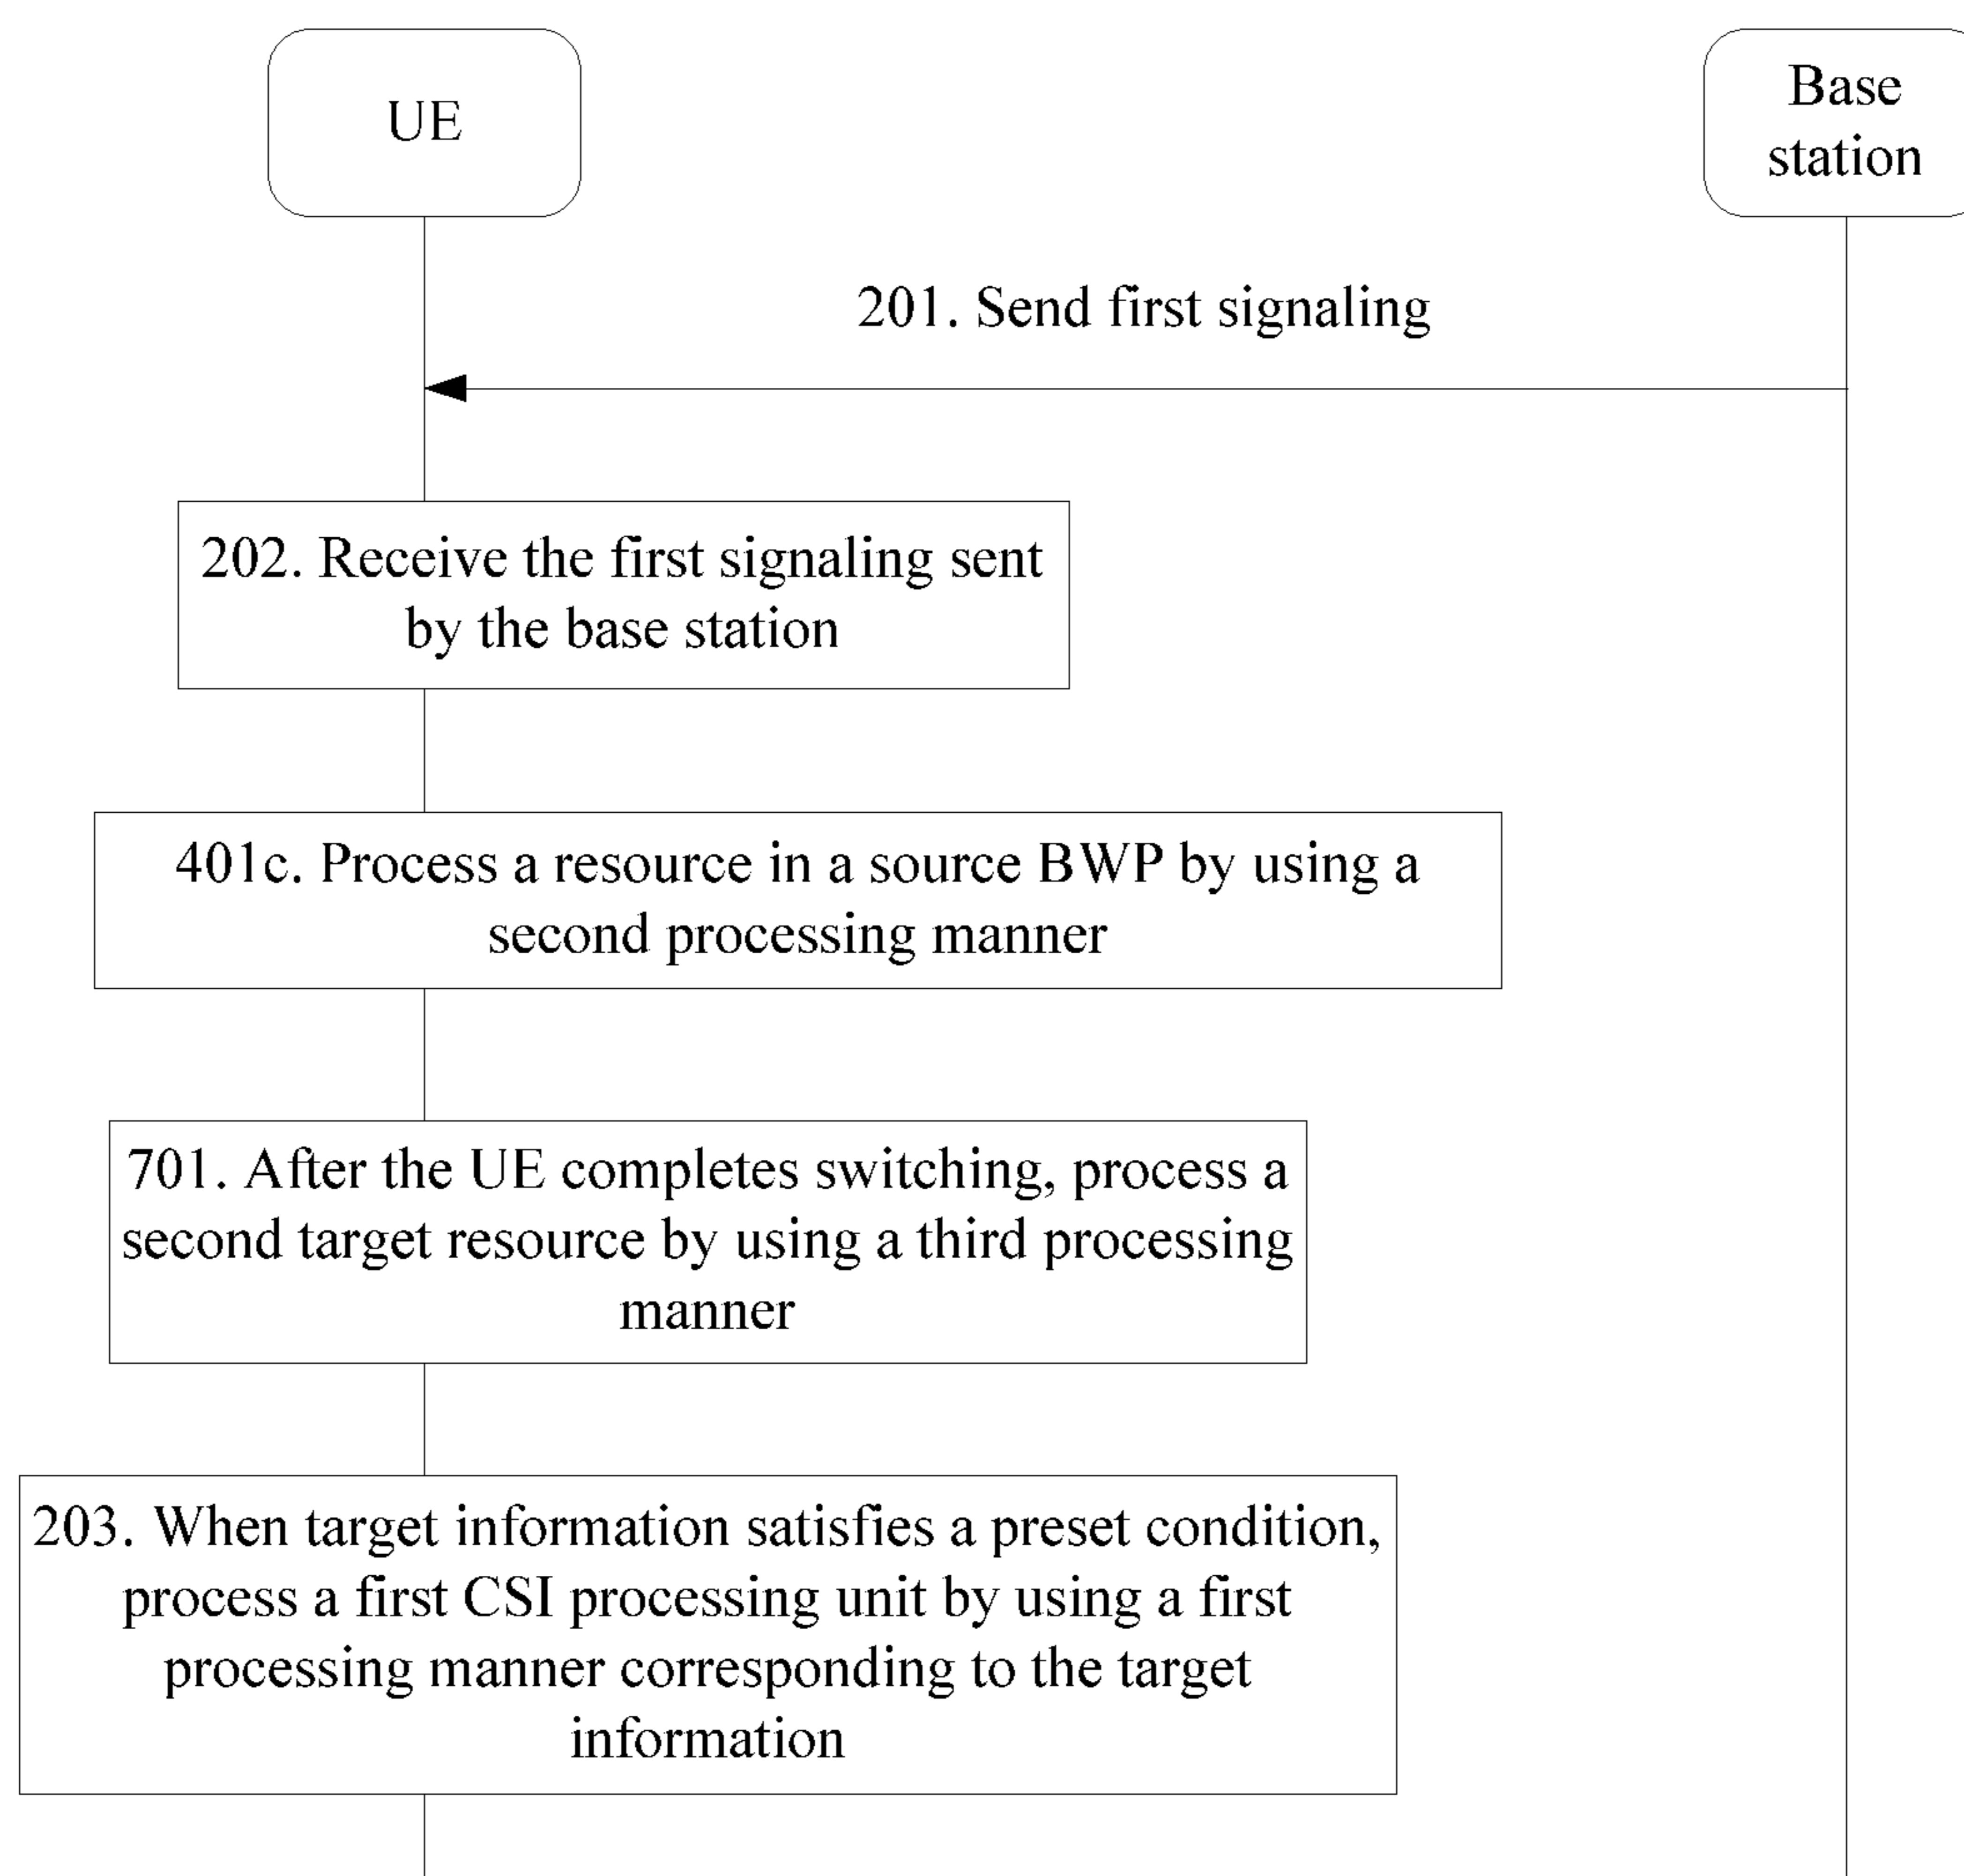 UE
Base
station
201. Send first signaling
202. Receive the first signaling sent
by the base station
401c. Process a resource in a source BWP by using a
second processing manner
701. After the UE completes switching, process a
second target resource by using a third processing
manner
203. When target information satisfies a preset condition,
process a first CSI processing unit by using a first
processing manner corresponding to the target
information